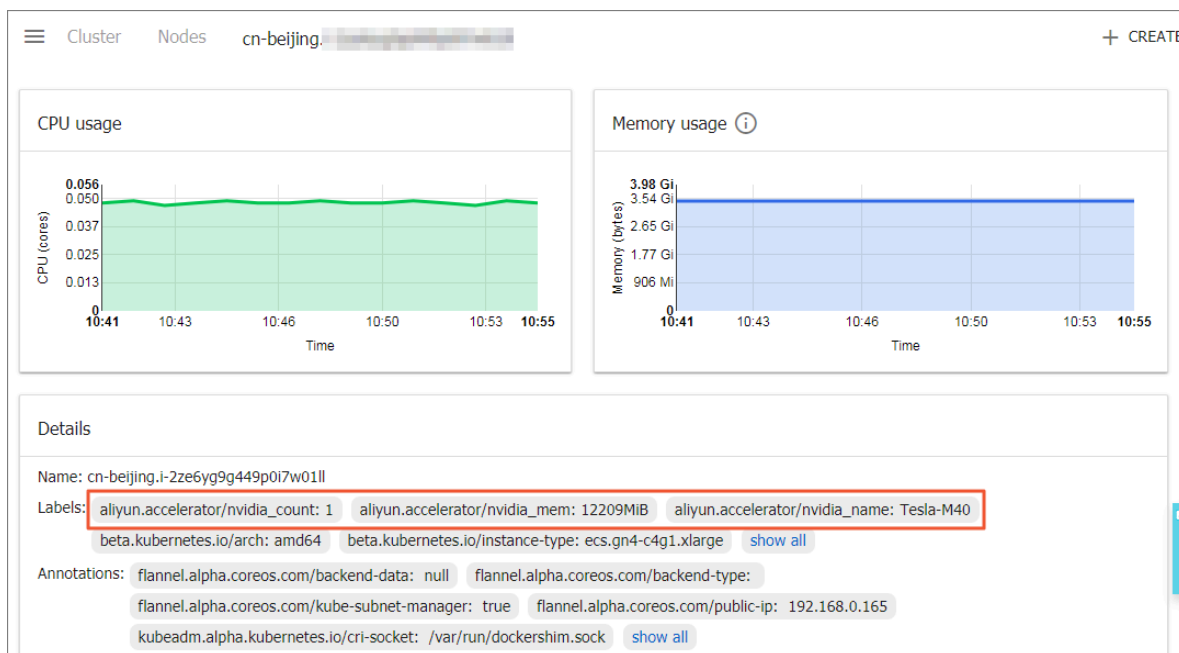 Cluster Nodes cn-beijing. + CREATE
CPU usage
0.056
0.050
0.037
0.025
0.013
0
CPU (cores)
10:41 10:43 10:46 10:50 10:53 10:55
Time
Memory usage
3.98 Gi
3.54 Gi
2.65 Gi
1.77 Gi
906 Mi
0
Memory (bytes)
10:41 10:43 10:46 10:50 10:53 10:55
Time
Details
Name: cn-beijing.i-2ze6yg9g449p0i7w01ll
Labels: aliyun.accelerator/nvidia_count: 1 aliyun.accelerator/nvidia_mem: 12209MiB aliyun.accelerator/nvidia_name: Tesla-M40
beta.kubernetes.io/arch: amd64 beta.kubernetes.io/instance-type: ecs.gn4-c4g1.xlarge show all
Annotations: flannel.alpha.coreos.com/backend-data: null flannel.alpha.coreos.com/backend-type:
flannel.alpha.coreos.com/kube-subnet-manager: true flannel.alpha.coreos.com/public-ip: 192.168.0.165
kubeadm.alpha.kubernetes.io/cri-socket: /var/run/dockershim.sock show all